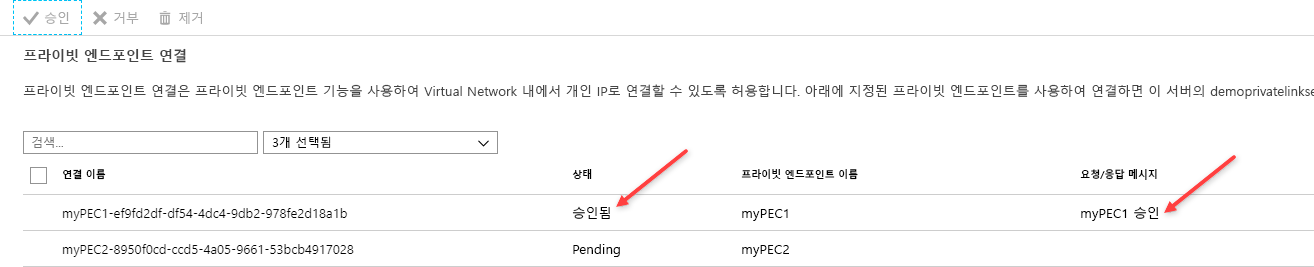 승인 거부 제거
프라이빗 엔드포인트 연결
프라이빗 엔드포인트 연결은 프라이빗 엔드포인트 기능을 사용하여 Virtual Network 내에서 개인 IP로 연결할 수 있도록 허용합니다. 아래에 지정된 프라이빗 엔드포인트를 사용하여 연결하면 이 서버의 demoprivatelinkse
검색... 3개 선택됨
연결 이름 상태 프라이빗 엔드포인트 이름 요청/응답 메시지
myPEC1-ef9fd2df-df54-4dc4-9db2-978fe2d18a1b 승인됨 myPEC1 myPEC1 승인
myPEC2-8950f0cd-ccd5-4a05-9661-53bcb4917028 Pending myPEC2